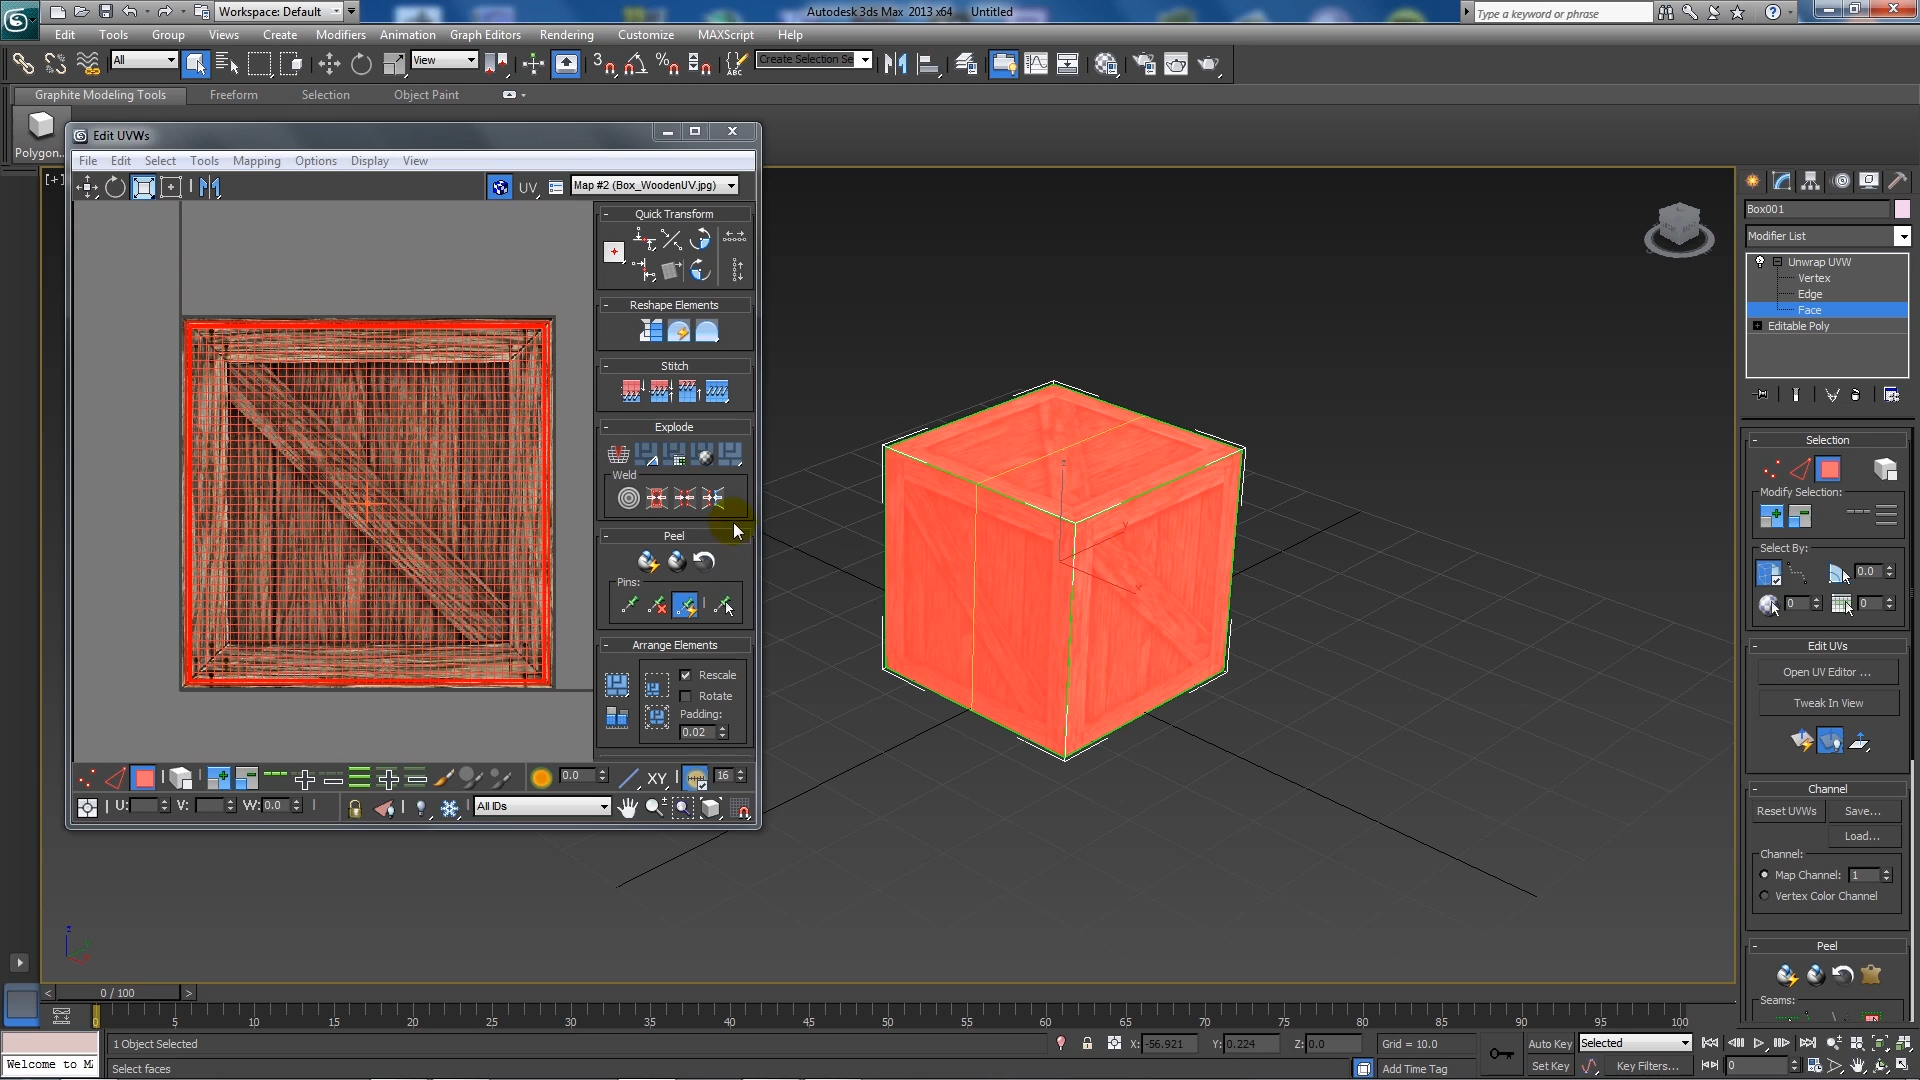 Workspace: Default
Autodesk 3ds Max 2013 x64 Untitled
Type a keyword or phrase
Edit Tools Group Views Create Modifiers Animation Graph Editors Rendering Customize MAXScript Help
All
View
3
ABC
Create Selection Se
Graphite Modeling Tools Freeform Selection Object Paint
Polygon...
[+]
Edit UVWs
File Edit Select Tools Mapping Options Display View
UV
Map #2 (Box_WoodenUV.jpg)
Quick Transform
Reshape Elements
Stitch
Explode
Weld
Peel
Pins:
Arrange Elements
Rescale
Rotate
Padding:
0.02
0.0
XY
16
U:
V:
W: 0.0
All IDs
Box001
Modifier List
Unwrap UVW
Vertex
Edge
Face
Editable Poly
Selection
Modify Selection:
Select By:
0.0
0
0
Edit UVs
Open UV Editor ...
Tweak In View
Channel
Reset UVWs
Save...
Load...
Channel:
Map Channel: 1
Vertex Color Channel
Peel
Seams:
< 0 / 100 >
0 5 10 15 20 25 30 35 40 45 50 55 60 65 70 75 80 85 90 95 100
1 Object Selected
X: -56.921
Y: 0.224
Z: 0.0
Grid = 10.0
Auto Key
Selected
Welcome to M
Select faces
Add Time Tag
Set Key
Key Filters...
0